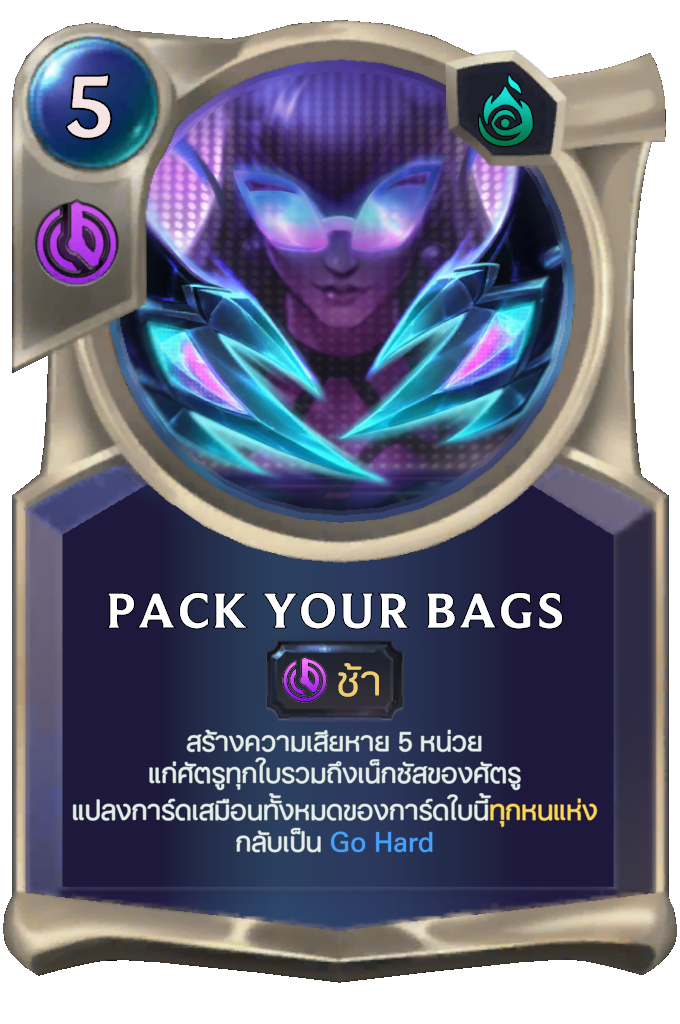 5
PACK YOUR BAGS
ช้า
สร้างความเสียหาย 5 หน่วย
แก่ศัตรูทุกใบรวมถึงเน็กซัสของศัตรู
แปลงการ์ดเสมือนทั้งหมดของการ์ดใบนี้ทุกหนแห่ง
กลับเป็น Go Hard